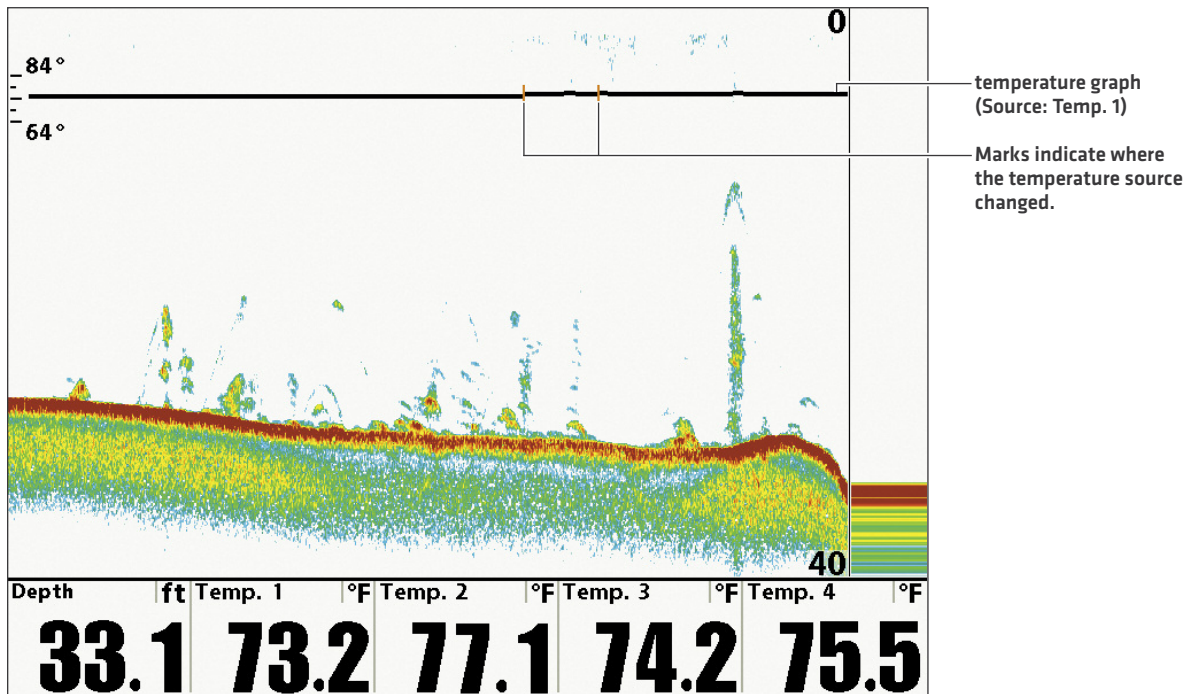 0
84°
64°
temperature graph
(Source: Temp. 1)
Marks indicate where
the temperature source
changed.
40
Depth ft Temp. 1 °F Temp. 2 °F Temp. 3 °F Temp. 4 °F
33.1 73.2 77.1 74.2 75.5